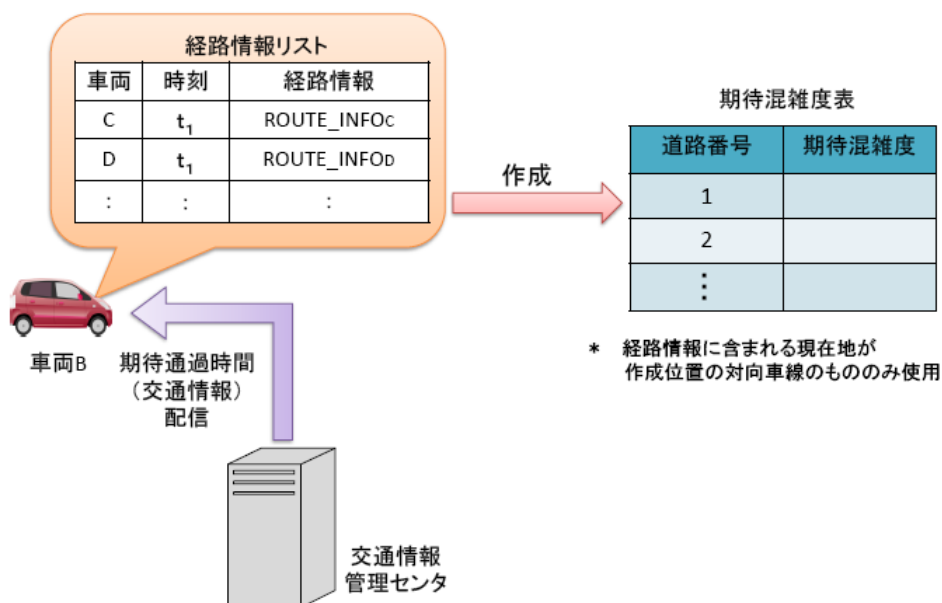 経路情報リスト
車両 時刻 経路情報
C t₁ ROUTE_INFOC
D t₁ ROUTE_INFOD
: : :
作成
期待混雑度表
道路番号 期待混雑度
1
2
⋮
* 経路情報に含まれる現在地が
作成位置の対向車線のもののみ使用
車両B
期待通過時間
(交通情報)
配信
交通情報
管理センタ